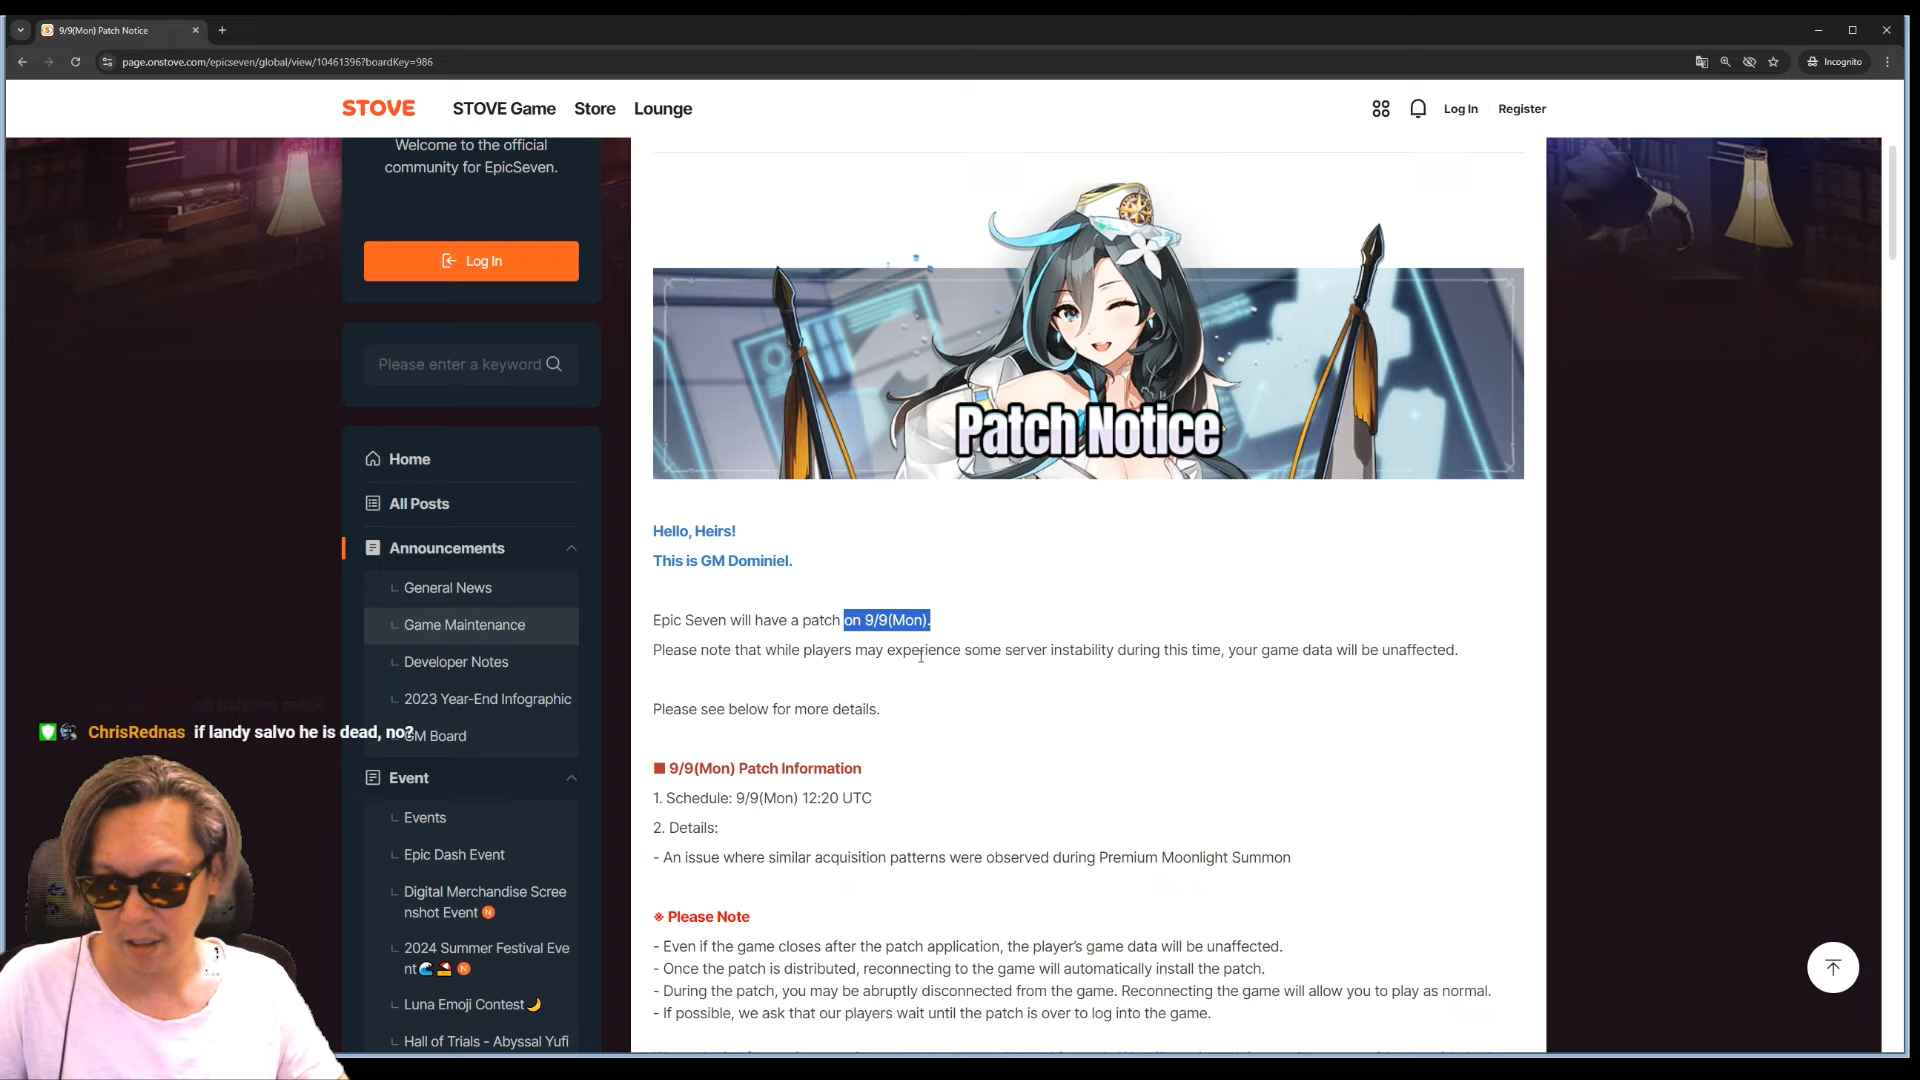 9/9(Mon) Patch Notice
page.onstove.com/epicseven/global/view/10461396?boardKey=986
Incognito
STOVE
STOVE Game
Store
Lounge
Log In
Register
Welcome to the official
community for EpicSeven.
Log In
Please enter a keyword
Home
All Posts
Announcements
General News
Game Maintenance
Developer Notes
2023 Year-End Infographic
GM Board
Event
Events
Epic Dash Event
Digital Merchandise Scree
nshot Event N
2024 Summer Festival Eve
nt N
Luna Emoji Contest
Hall of Trials - Abyssal Yufi
ChrisRednas if landy salvo he is dead, no?
Patch Notice
Hello, Heirs!
This is GM Dominiel.
Epic Seven will have a patch on 9/9(Mon).
Please note that while players may experience some server instability during this time, your game data will be unaffected.
Please see below for more details.
■ 9/9(Mon) Patch Information
1. Schedule: 9/9(Mon) 12:20 UTC
2. Details:
- An issue where similar acquisition patterns were observed during Premium Moonlight Summon
※ Please Note
- Even if the game closes after the patch application, the player's game data will be unaffected.
- Once the patch is distributed, reconnecting to the game will automatically install the patch.
- During the patch, you may be abruptly disconnected from the game. Reconnecting the game will allow you to play as normal.
- If possible, we ask that our players wait until the patch is over to log into the game.